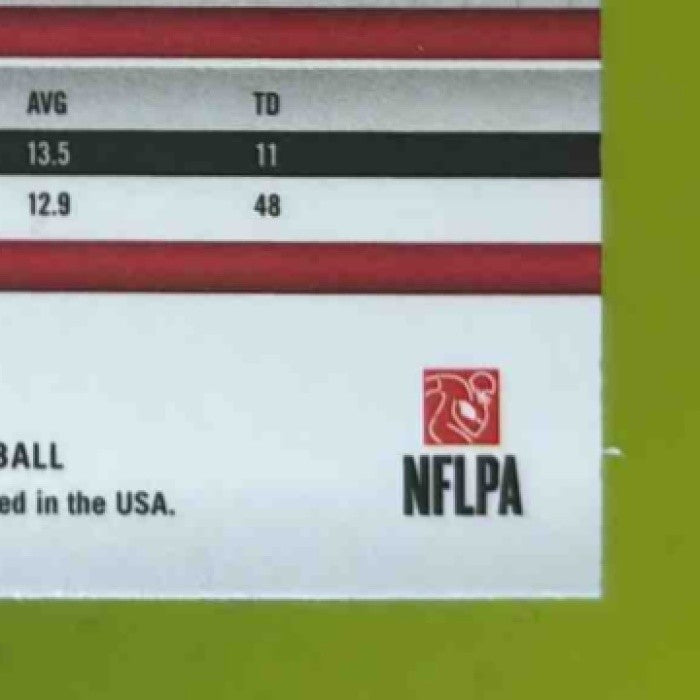 AVG TD
13.5 11
12.9 48
BALL
ed in the USA.
NFLPA